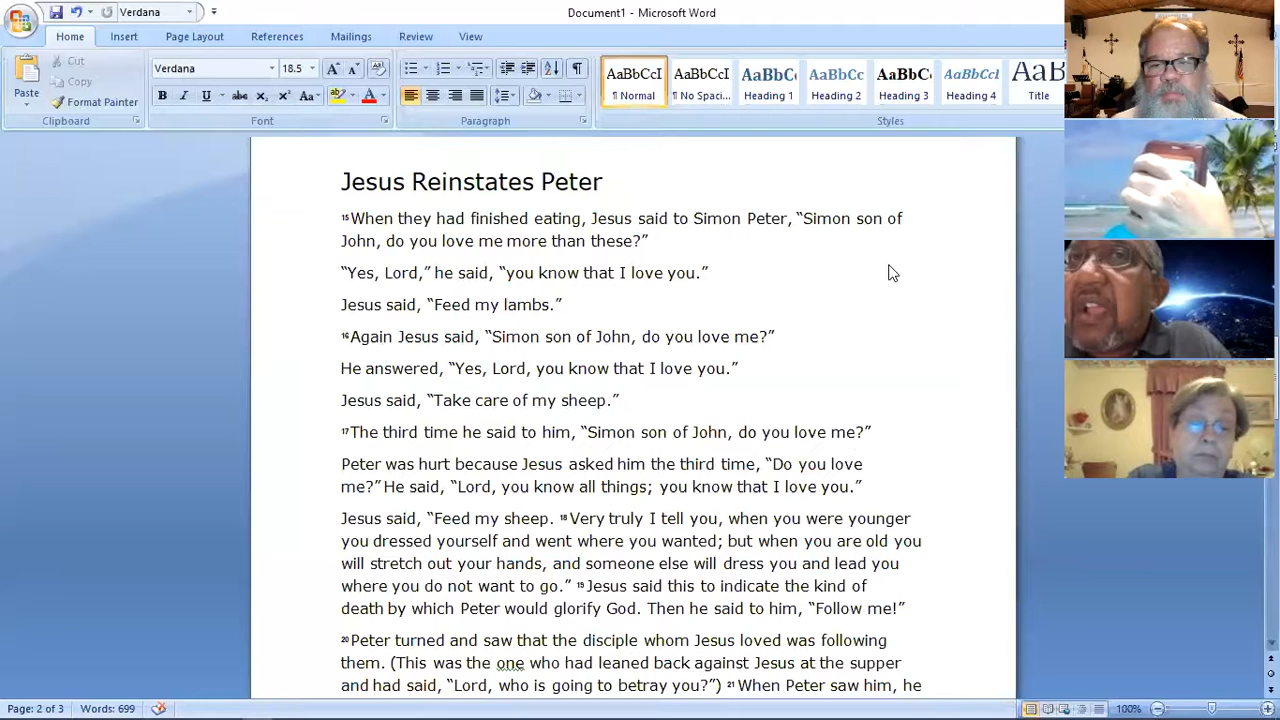 Verdana
Document1 - Microsoft Word
Home Insert Page Layout References Mailings Review View
Paste
Cut
Copy
Format Painter
Clipboard
Verdana 18.5
Font
Paragraph
AaBbCcI AaBbCcI AaBbC AaBbCc AaBbC AaBbCcI AaB
¶ Normal ¶ No Spaci... Heading 1 Heading 2 Heading 3 Heading 4 Title
Styles
Jesus Reinstates Peter
15When they had finished eating, Jesus said to Simon Peter, “Simon son of
John, do you love me more than these?”
“Yes, Lord,” he said, “you know that I love you.”
Jesus said, “Feed my lambs.”
16Again Jesus said, “Simon son of John, do you love me?”
He answered, “Yes, Lord, you know that I love you.”
Jesus said, “Take care of my sheep.”
17The third time he said to him, “Simon son of John, do you love me?”
Peter was hurt because Jesus asked him the third time, “Do you love
me?” He said, “Lord, you know all things; you know that I love you.”
Jesus said, “Feed my sheep. 18Very truly I tell you, when you were younger
you dressed yourself and went where you wanted; but when you are old you
will stretch out your hands, and someone else will dress you and lead you
where you do not want to go.” 19Jesus said this to indicate the kind of
death by which Peter would glorify God. Then he said to him, “Follow me!”
20Peter turned and saw that the disciple whom Jesus loved was following
them. (This was the one who had leaned back against Jesus at the supper
and had said, “Lord, who is going to betray you?”) 21When Peter saw him, he
Page: 2 of 3 Words: 699 100%